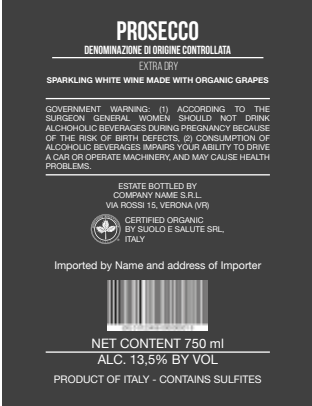 PROSECCO
DENOMINAZIONE DI ORIGINE CONTROLLATA
EXTRA DRY
SPARKLING WHITE WINE MADE WITH ORGANIC GRAPES
GOVERNMENT WARNING: (1) ACCORDING TO THE
SURGEON GENERAL WOMEN SHOULD NOT DRINK
ALCHOHOLIC BEVERAGES DURING PREGNANCY BECAUSE
OF THE RISK OF BIRTH DEFECTS, (2) CONSUMPTION OF
ALCOHOLIC BEVERAGES IMPAIRS YOUR ABILITY TO DRIVE
A CAR OR OPERATE MACHINERY, AND MAY CAUSE HEALTH
PROBLEMS.
ESTATE BOTTLED BY
COMPANY NAME S.R.L.
VIA ROSSI 15, VERONA (VR)
CERTIFIED ORGANIC
BY SUOLO E SALUTE SRL,
ITALY
Imported by Name and address of Importer
NET CONTENT 750 ml
ALC. 13,5% BY VOL
PRODUCT OF ITALY - CONTAINS SULFITES